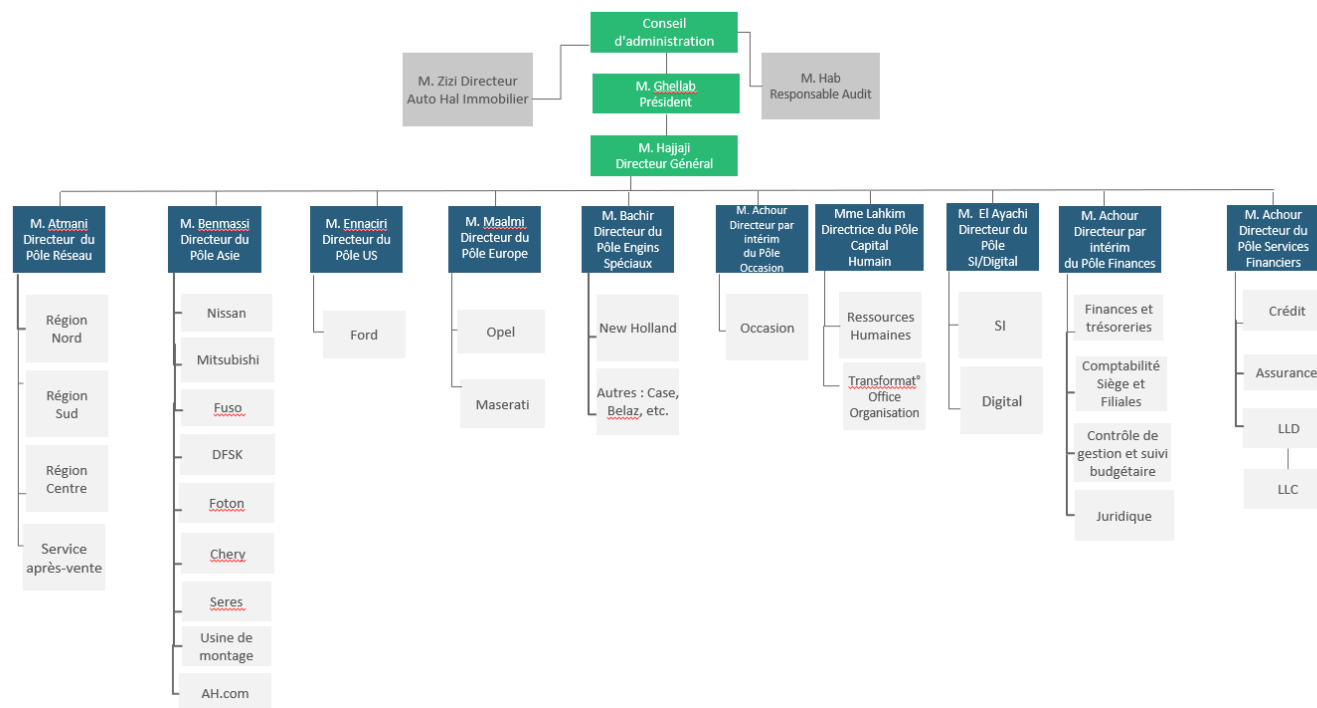 Conseil
d'administration
M. Zizi Directeur
Auto Hal Immobilier
M. Hab
Responsable Audit
M. Ghellab
Président
M. Hajjaji
Directeur Général
M. Atmani
Directeur du
Pôle Réseau
Région
Nord
Région
Sud
Région
Centre
Service
après-vente
M. Benmassi
Directeur du
Pôle Asie
Nissan
Mitsubishi
Fuso
DFSK
Foton
Chery
Seres
Usine de
montage
AH.com
M. Ennaciri
Directeur du
Pôle US
Ford
M. Maalmi
Directeur du
Pôle Europe
Opel
Maserati
M. Bachir
Directeur du
Pôle Engins
Spéciaux
New Holland
Autres : Case,
Belaz, etc.
M. Achour
Directeur par intérim
du Pôle
Occasion
Occasion
Mme Lahkim
Directrice du Pôle
Capital
Humain
Ressources
Humaines
Transformat°
Office
Organisation
M. El Ayachi
Directeur du
Pôle
SI/Digital
SI
Digital
M. Achour
Directeur par
intérim
du Pôle Finances
Finances et
trésoreries
Comptabilité
Siège et
Filiales
Contrôle de
gestion et suivi
budgétaire
Juridique
M. Achour
Directeur du
Pôle Services
Financiers
Crédit
Assurance
LLD
LLC